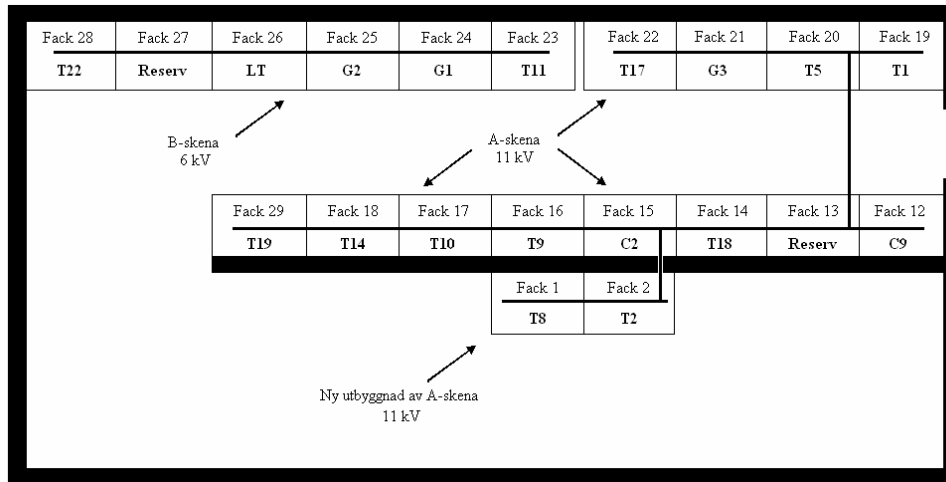 Fack 28 Fack 27 Fack 26 Fack 25 Fack 24 Fack 23 Fack 22 Fack 21 Fack 20 Fack 19
T22 Reserv LT G2 G1 T11 T17 G3 T5 T1
B-skena
6 kV
A-skena
11 kV
Fack 29 Fack 18 Fack 17 Fack 16 Fack 15 Fack 14 Fack 13 Fack 12
T19 T14 T10 T9 C2 T18 Reserv C9
Fack 1 Fack 2
T8 T2
Ny utbyggnad av A-skena
11 kV